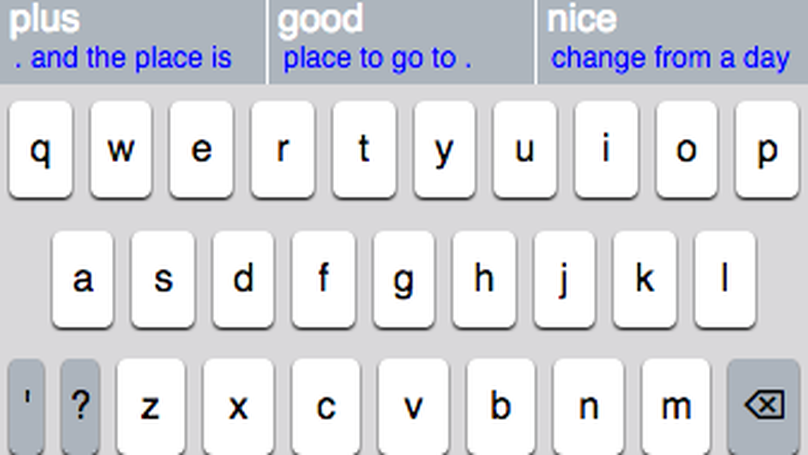 plus good nice
. and the place is place to go to . change from a day
q w e r t y u i o p
a s d f g h j k l
' ? z x c v b n m